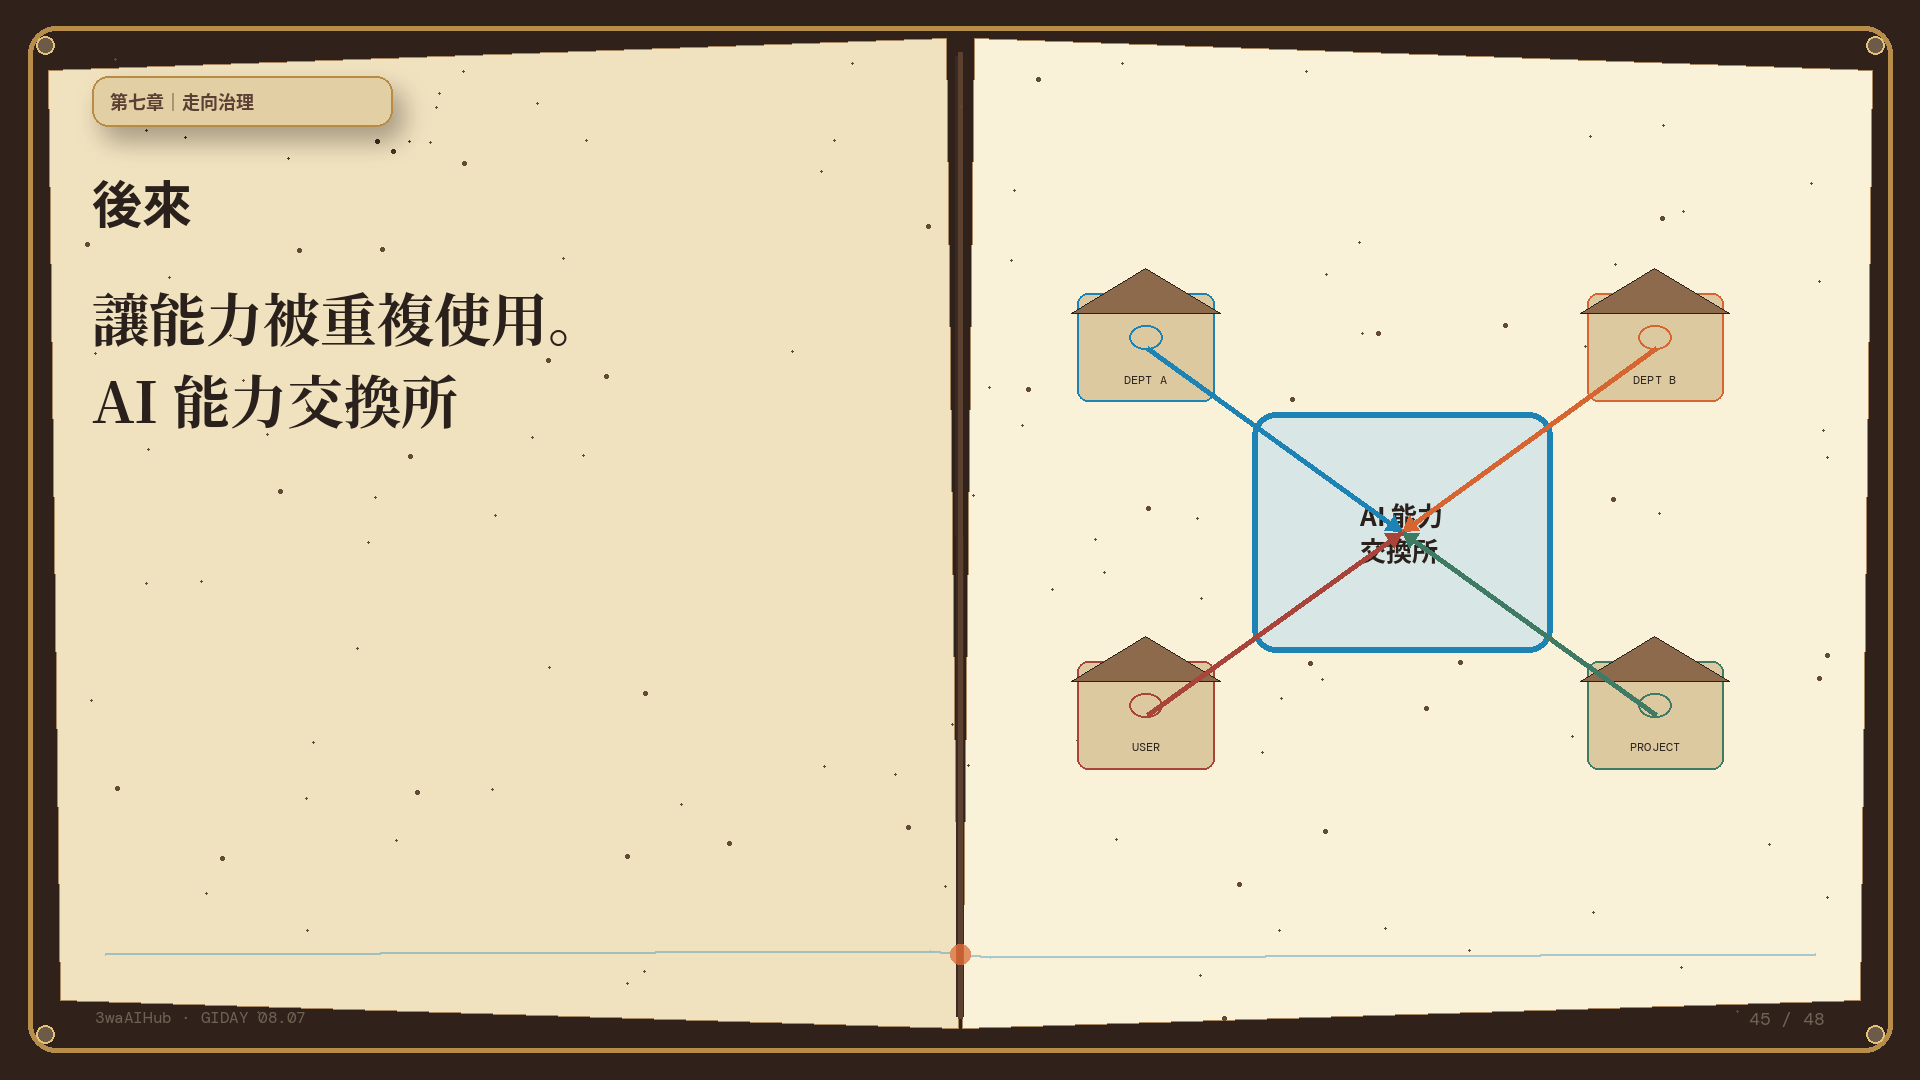 第七章｜走向治理
後來
讓能力被重複使用。
AI 能力交換所
DEPT A
DEPT B
AI 能力
交換所
USER
PROJECT
3waAIHub · GIDAY 08.07
45 / 48